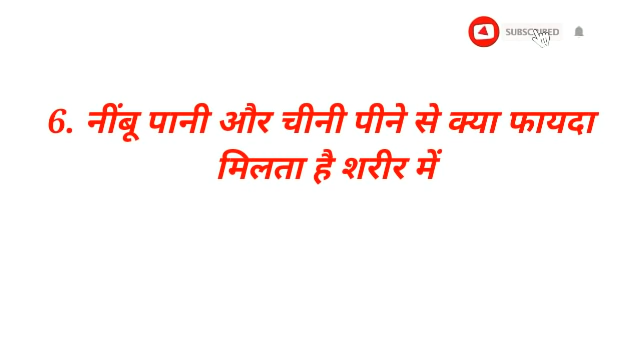 SUBSCRIBED
6. नींबू पानी और चीनी पीने से क्या फायदा
मिलता है शरीर में